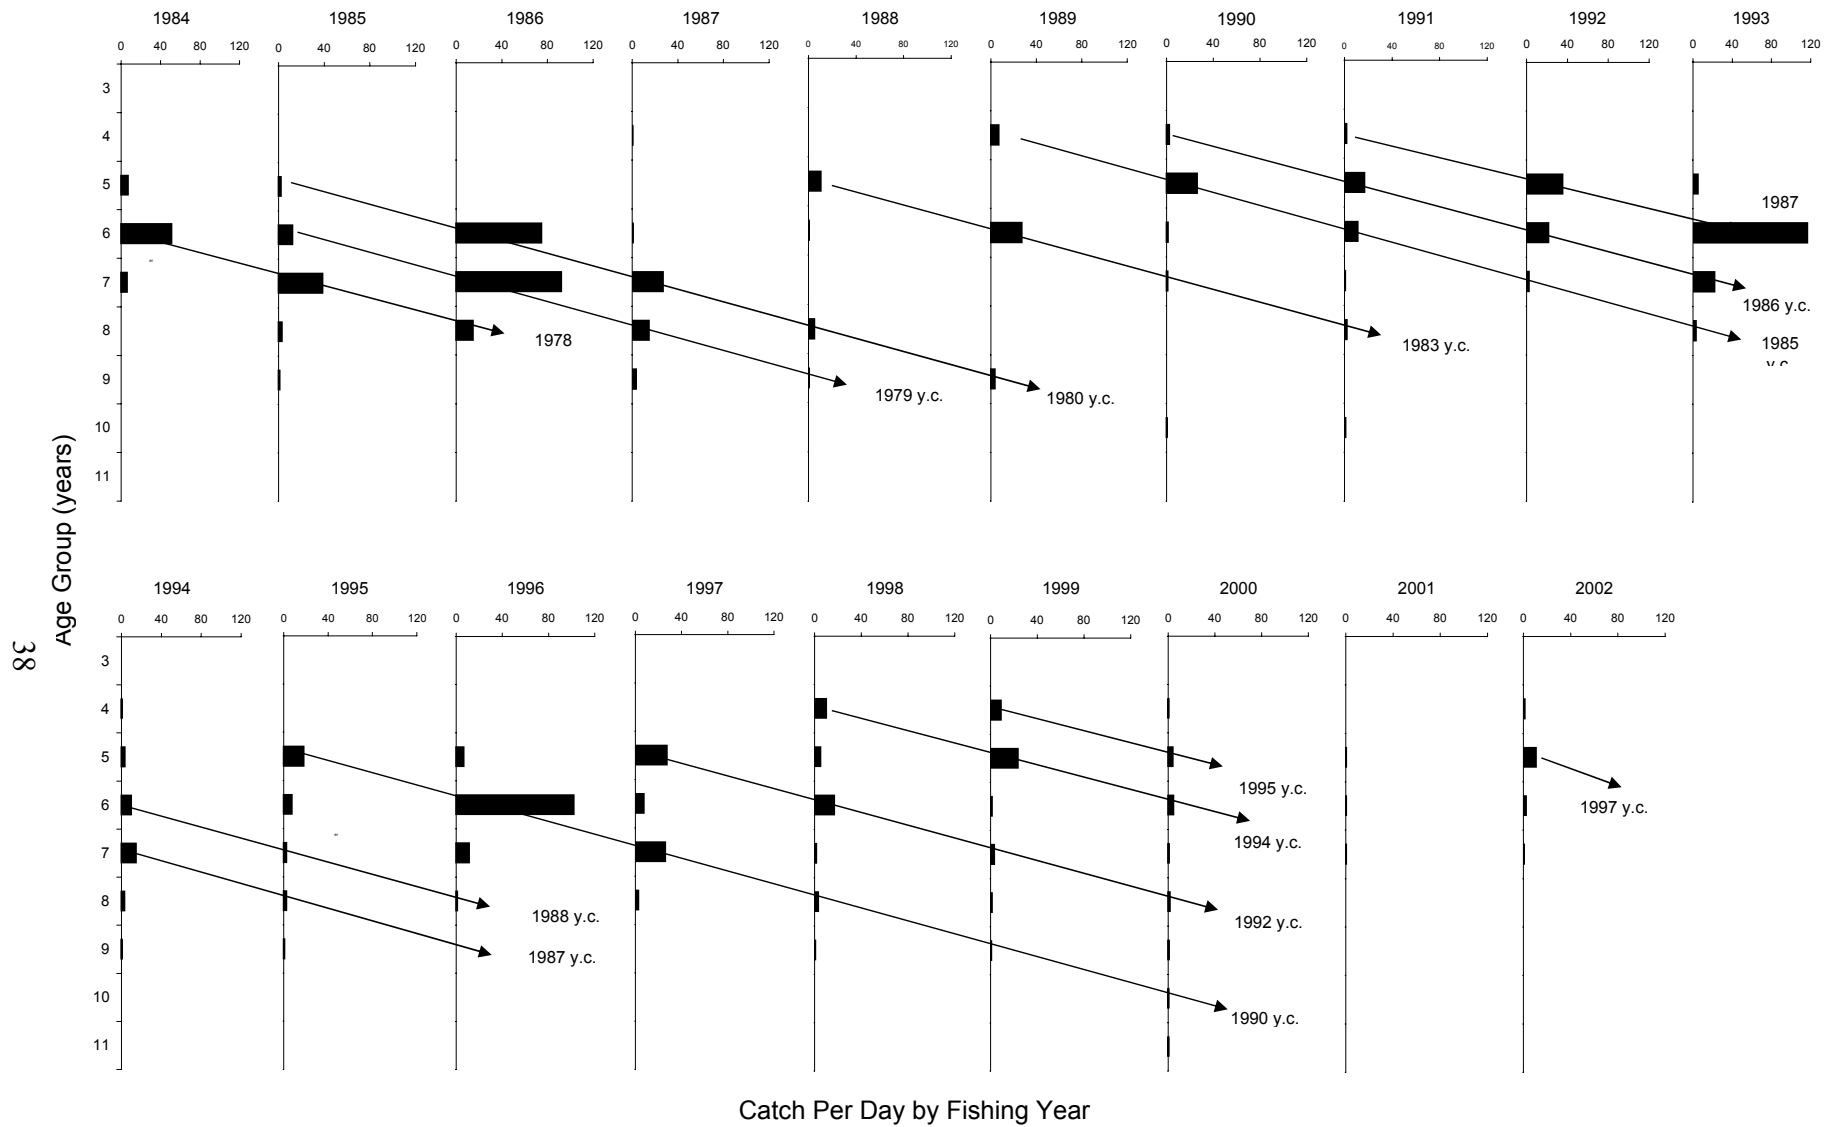 1984 1985 1986 1987 1988 1989 1990 1991 1992 1993
0 40 120 0 40 120 0 40 80 120 0 40 80 120 0 40 80 120 0 40 80 120 0 40 80 120 0 40 80 120 0 40 80 120 0 40 80 120
3
4
5
1987
6
7
1986 y.c.
8
1978
1983 y.c.
1985
y.c.
9
1979 y.c.
1980 y.c.
10
11
Age Group (years)
38
1994 1995 1996 1997 1998 1999 2000 2001 2002
0 40 80 120 0 40 80 120 0 40 80 120 0 40 80 120 0 40 80 120 0 40 80 120 0 40 80 120 0 40 80 120 0 40 80 120
3
4
5
1995 y.c.
6
1997 y.c.
1994 y.c.
7
8
1988 y.c.
1992 y.c.
9
1987 y.c.
10
1990 y.c.
11
Catch Per Day by Fishing Year